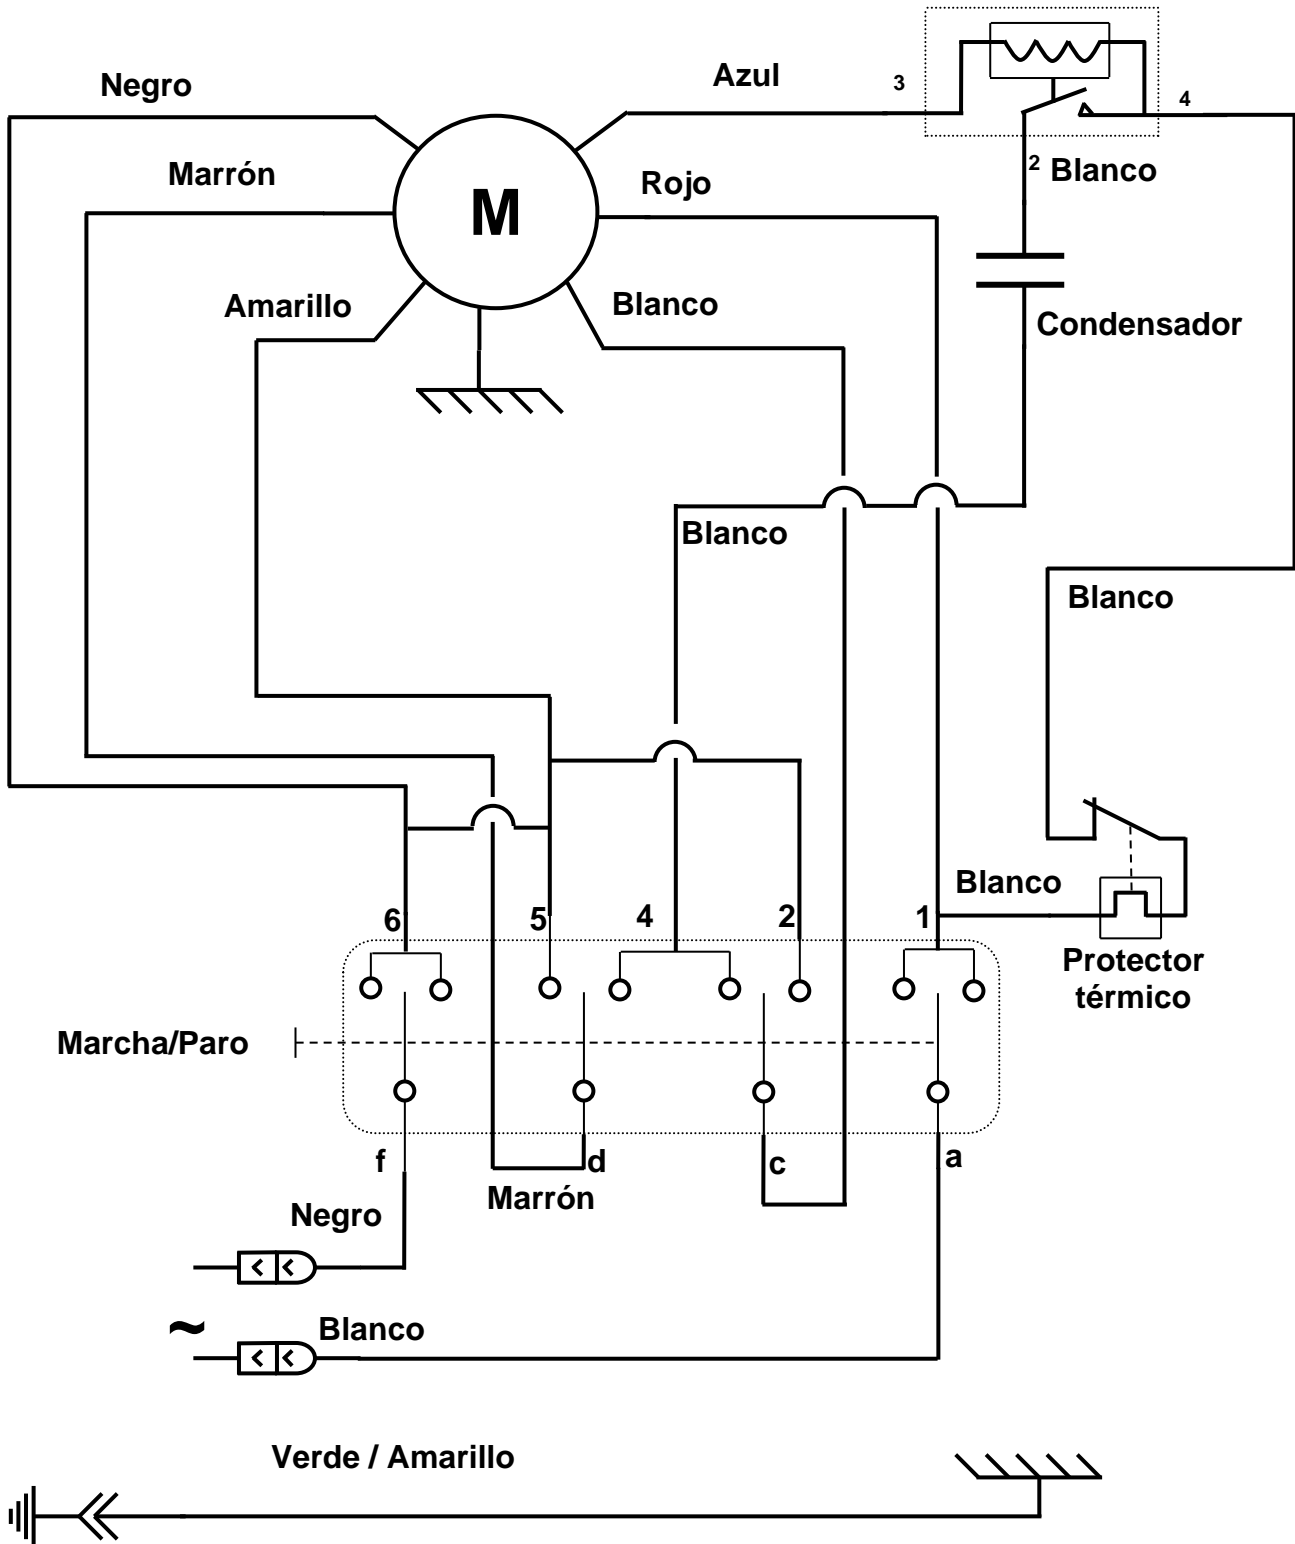 Negro
Azul
3
4
Marrón
M
Rojo
2
Blanco
Amarillo
Blanco
Condensador
Blanco
Blanco
Blanco
6
5
4
2
1
Protector
térmico
Marcha/Paro
f
d
c
a
Marrón
Negro
~
Blanco
Verde / Amarillo